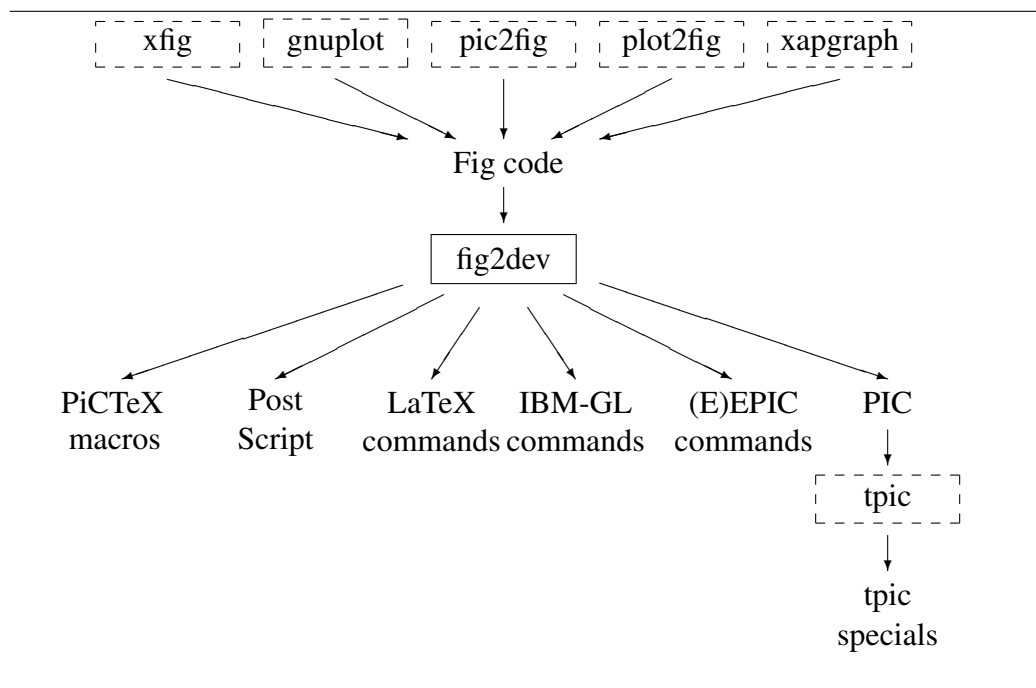 xfig gnuplot pic2fig plot2fig xapgraph
Fig code
fig2dev
PiCTeX
macros
Post
Script
LaTeX
commands
IBM-GL
commands
(E)EPIC
commands
PIC
tpic
tpic
specials